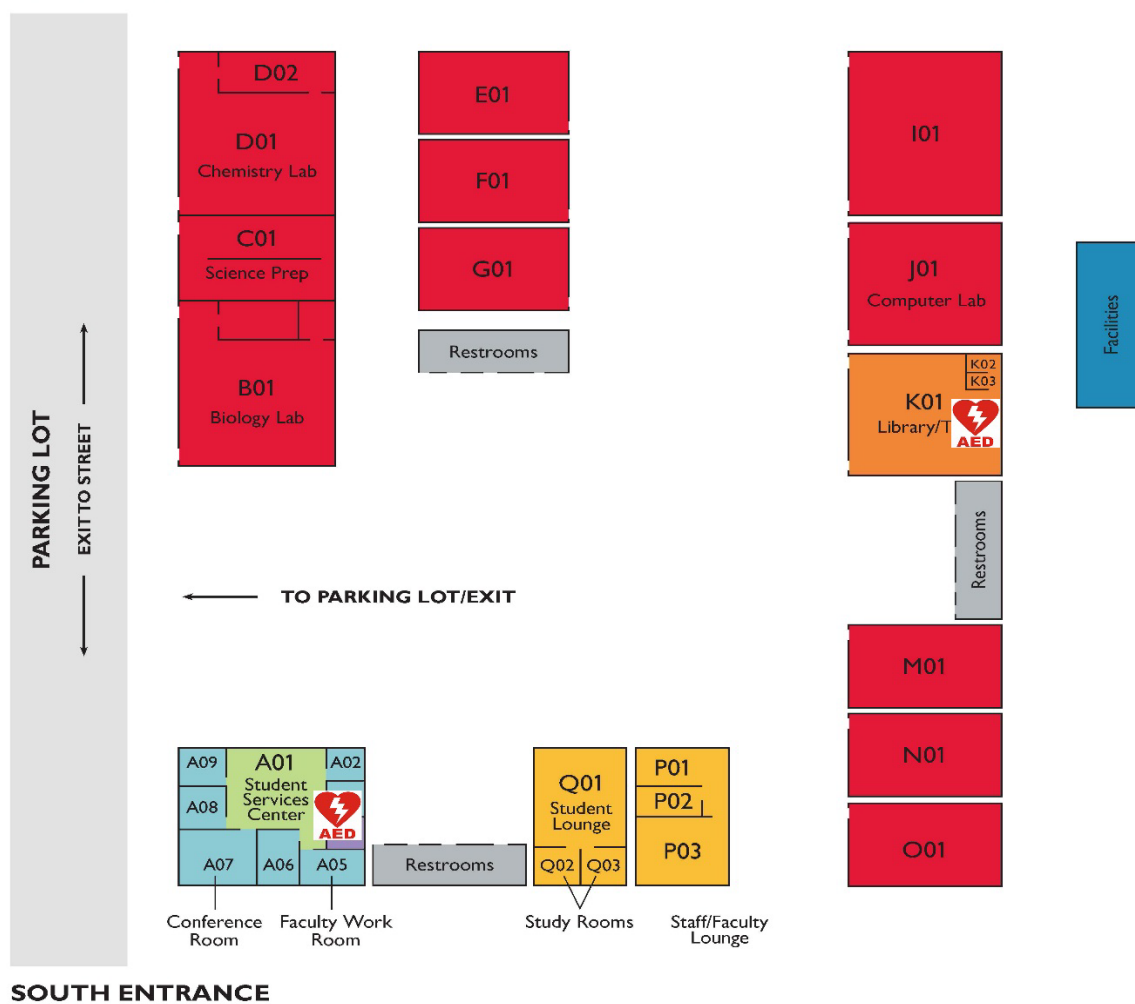 D02
D01
Chemistry Lab
C01
Science Prep
B01
Biology Lab
E01
F01
G01
Restrooms
I01
J01
Computer Lab
K02
K03
K01
Library/T
AED
Facilities
Restrooms
PARKING LOT
EXIT TO STREET
TO PARKING LOT/EXIT
M01
N01
O01
A09
A01
A02
Student
Services
Center
A08
AED
A07
A06
A05
Restrooms
Q01
Student
Lounge
Q02
Q03
P01
P02
P03
Conference
Room
Faculty Work
Room
Study Rooms
Staff/Faculty
Lounge
SOUTH ENTRANCE